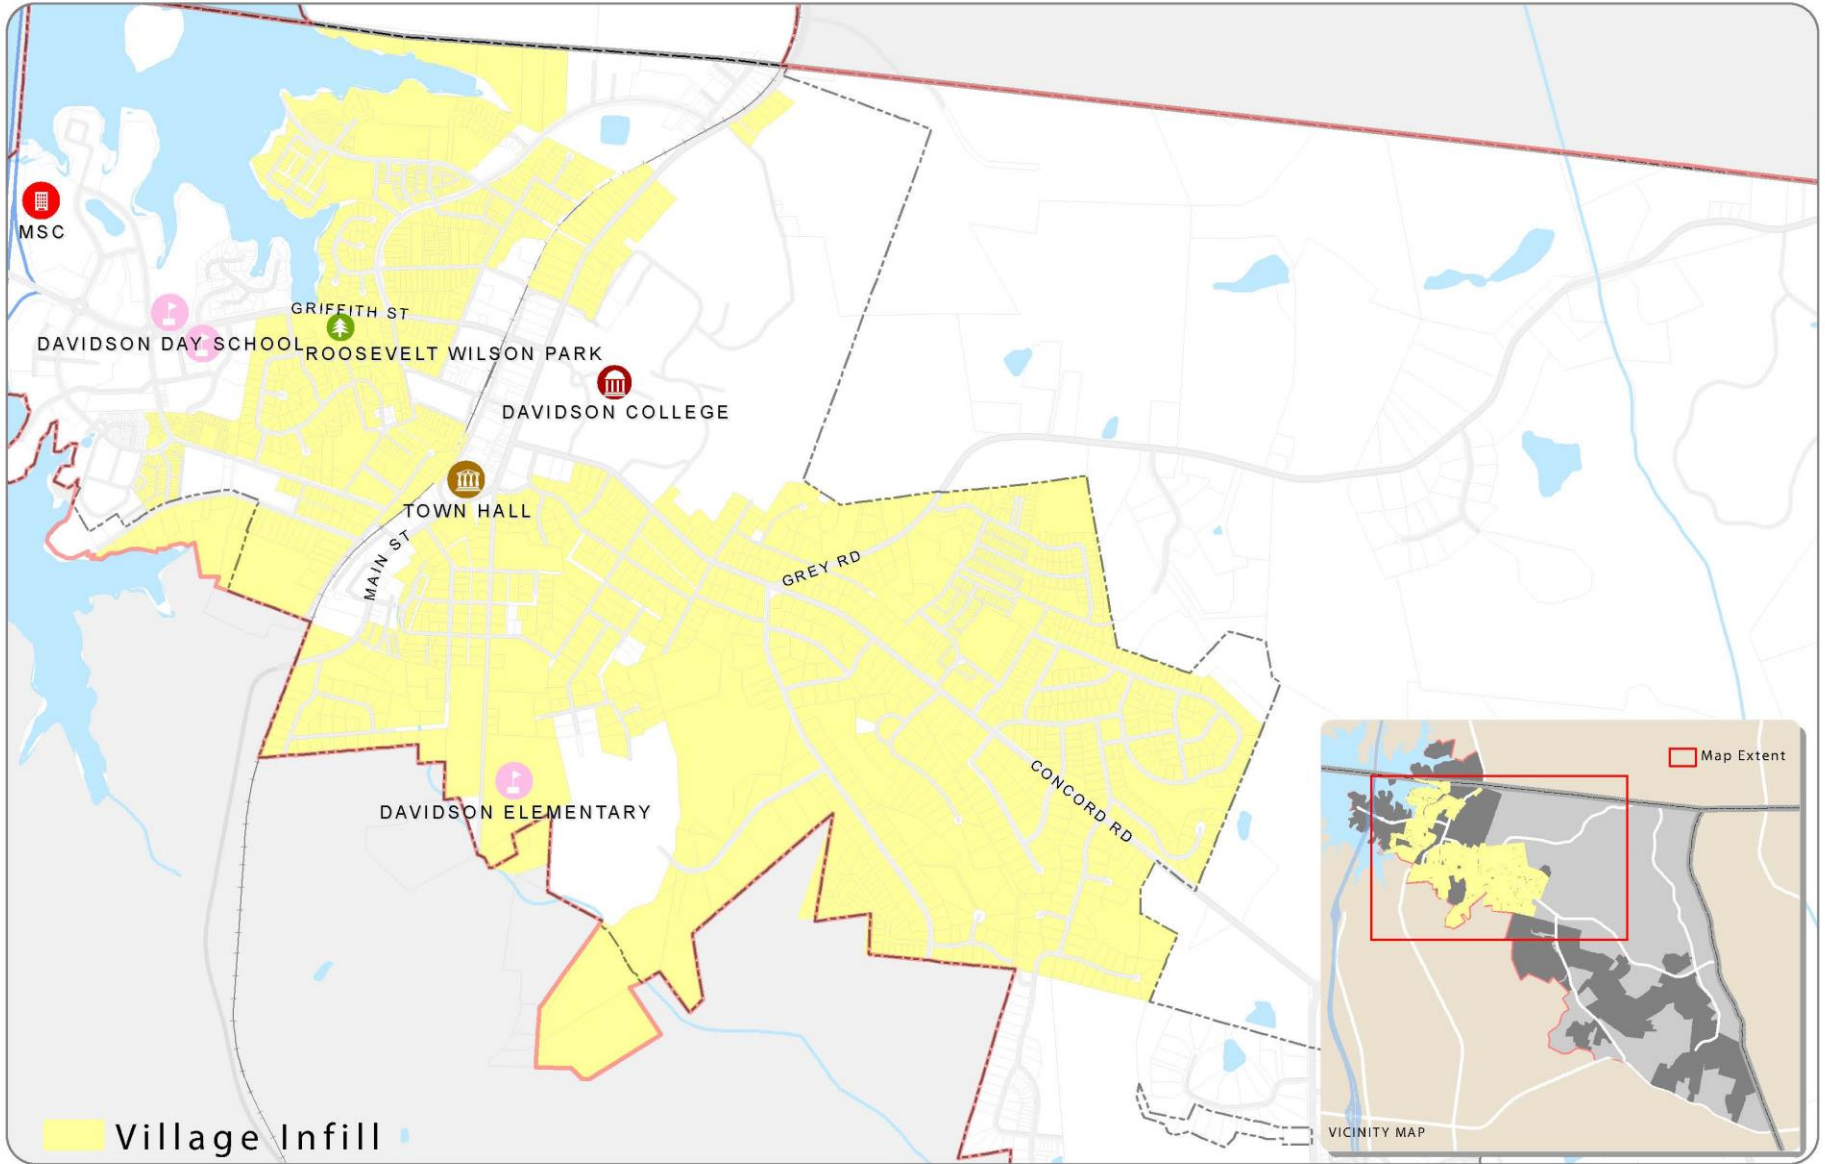 MSC
GRIFFITH ST
DAVIDSON DAY SCHOOL
ROOSEVELT WILSON PARK
DAVIDSON COLLEGE
TOWN HALL
MAIN ST
GREY RD
CONCORD RD
DAVIDSON ELEMENTARY
Map Extent
VICINITY MAP
Village Infill